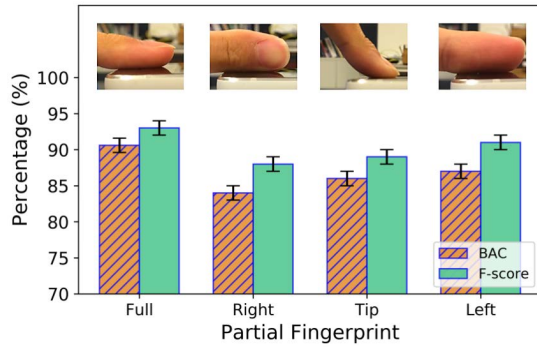 100
95
90
85
80
75
70
Percentage (%)
BAC
F-score
Full
Right
Tip
Left
Partial Fingerprint